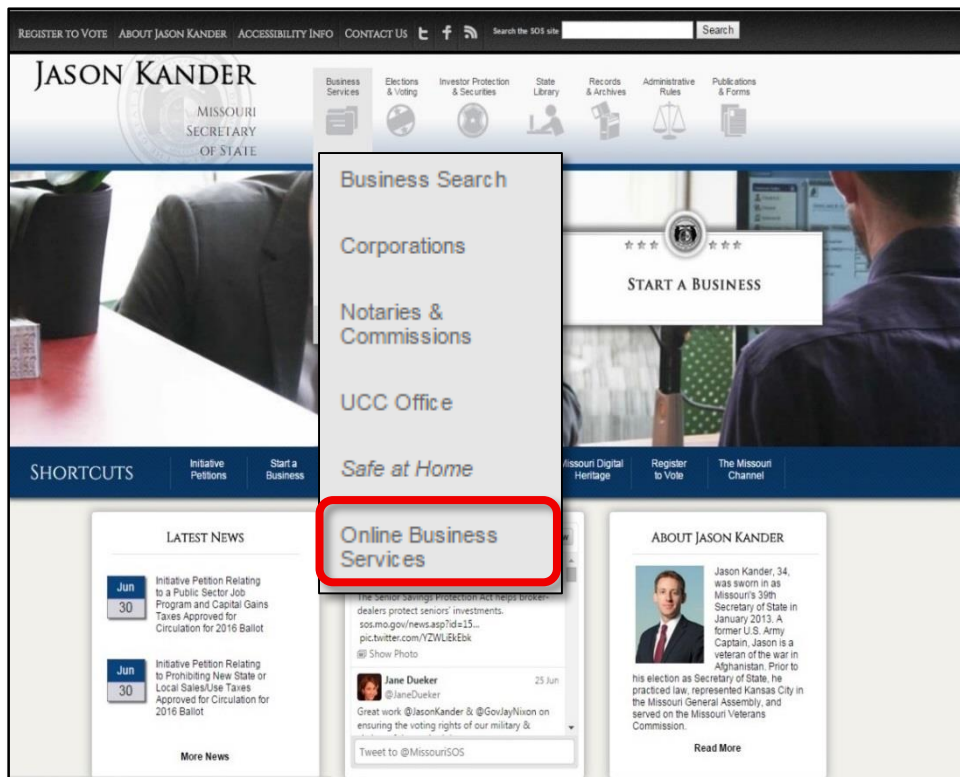 REGISTER TO VOTE ABOUT JASON KANDER ACCESSIBILITY INFO CONTACT US Search the SOS site Search
JASON KANDER
MISSOURI
SECRETARY
OF STATE
Business
Services
Elections
& Voting
Investor Protection
& Securities
State
Library
Records
& Archives
Administrative
Rules
Publications
& Forms
Business Search
Corporations
Notaries &
Commissions
UCC Office
Safe at Home
Online Business
Services
START A BUSINESS
SHORTCUTS
Initiative
Petitions
Start a
Business
Missouri Digital
Heritage
Register
to Vote
The Missouri
Channel
LATEST NEWS
Jun
30
Initiative Petition Relating
to a Public Sector Job
Program and Capital Gains
Taxes Approved for
Circulation for 2016 Ballot
Jun
30
Initiative Petition Relating
to Prohibiting New State or
Local Sales/Use Taxes
Approved for Circulation for
2016 Ballot
More News
The Senior Savings Protection Act helps broker-
dealers protect seniors' investments.
sos.mo.gov/news.asp?id=15...
pic.twitter.com/YZWLiEkEbk
Show Photo
Jane Dueker 25 Jun
@JaneDueker
Great work @JasonKander & @GovJayNixon on
ensuring the voting rights of our military &
Tweet to @MissouriSOS
ABOUT JASON KANDER
Jason Kander, 34,
was sworn in as
Missouri's 39th
Secretary of State in
January 2013. A
former U.S. Army
Captain, Jason is a
veteran of the war in
Afghanistan. Prior to
his election as Secretary of State, he
practiced law, represented Kansas City in
the Missouri General Assembly, and
served on the Missouri Veterans
Commission.
Read More